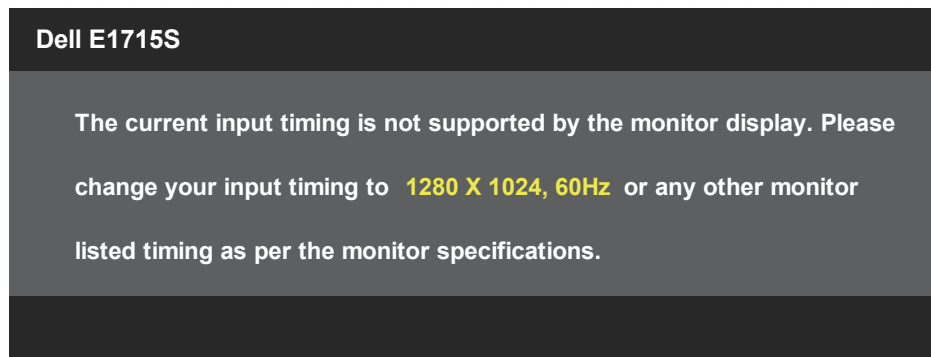 Dell E1715S
The current input timing is not supported by the monitor display. Please
change your input timing to 1280 X 1024, 60Hz or any other monitor
listed timing as per the monitor specifications.